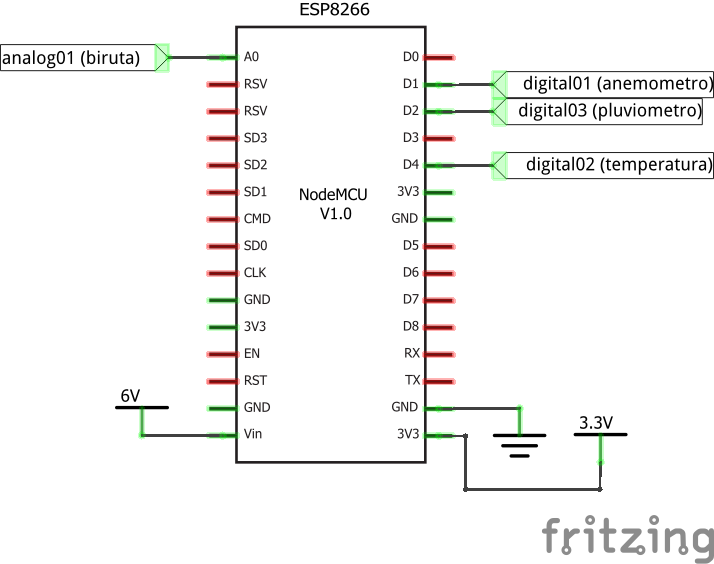 ESP8266
analog01 (biruta)
A0
RSV
RSV
SD3
SD2
SD1
CMD
SD0
CLK
GND
3V3
EN
RST
GND
Vin
6V
NodeMCU
V1.0
D0
D1
D2
D3
D4
3V3
GND
D5
D6
D7
D8
RX
TX
GND
3V3
digital01 (anemometro)
digital03 (pluviometro)
digital02 (temperatura)
3.3V
fritzing